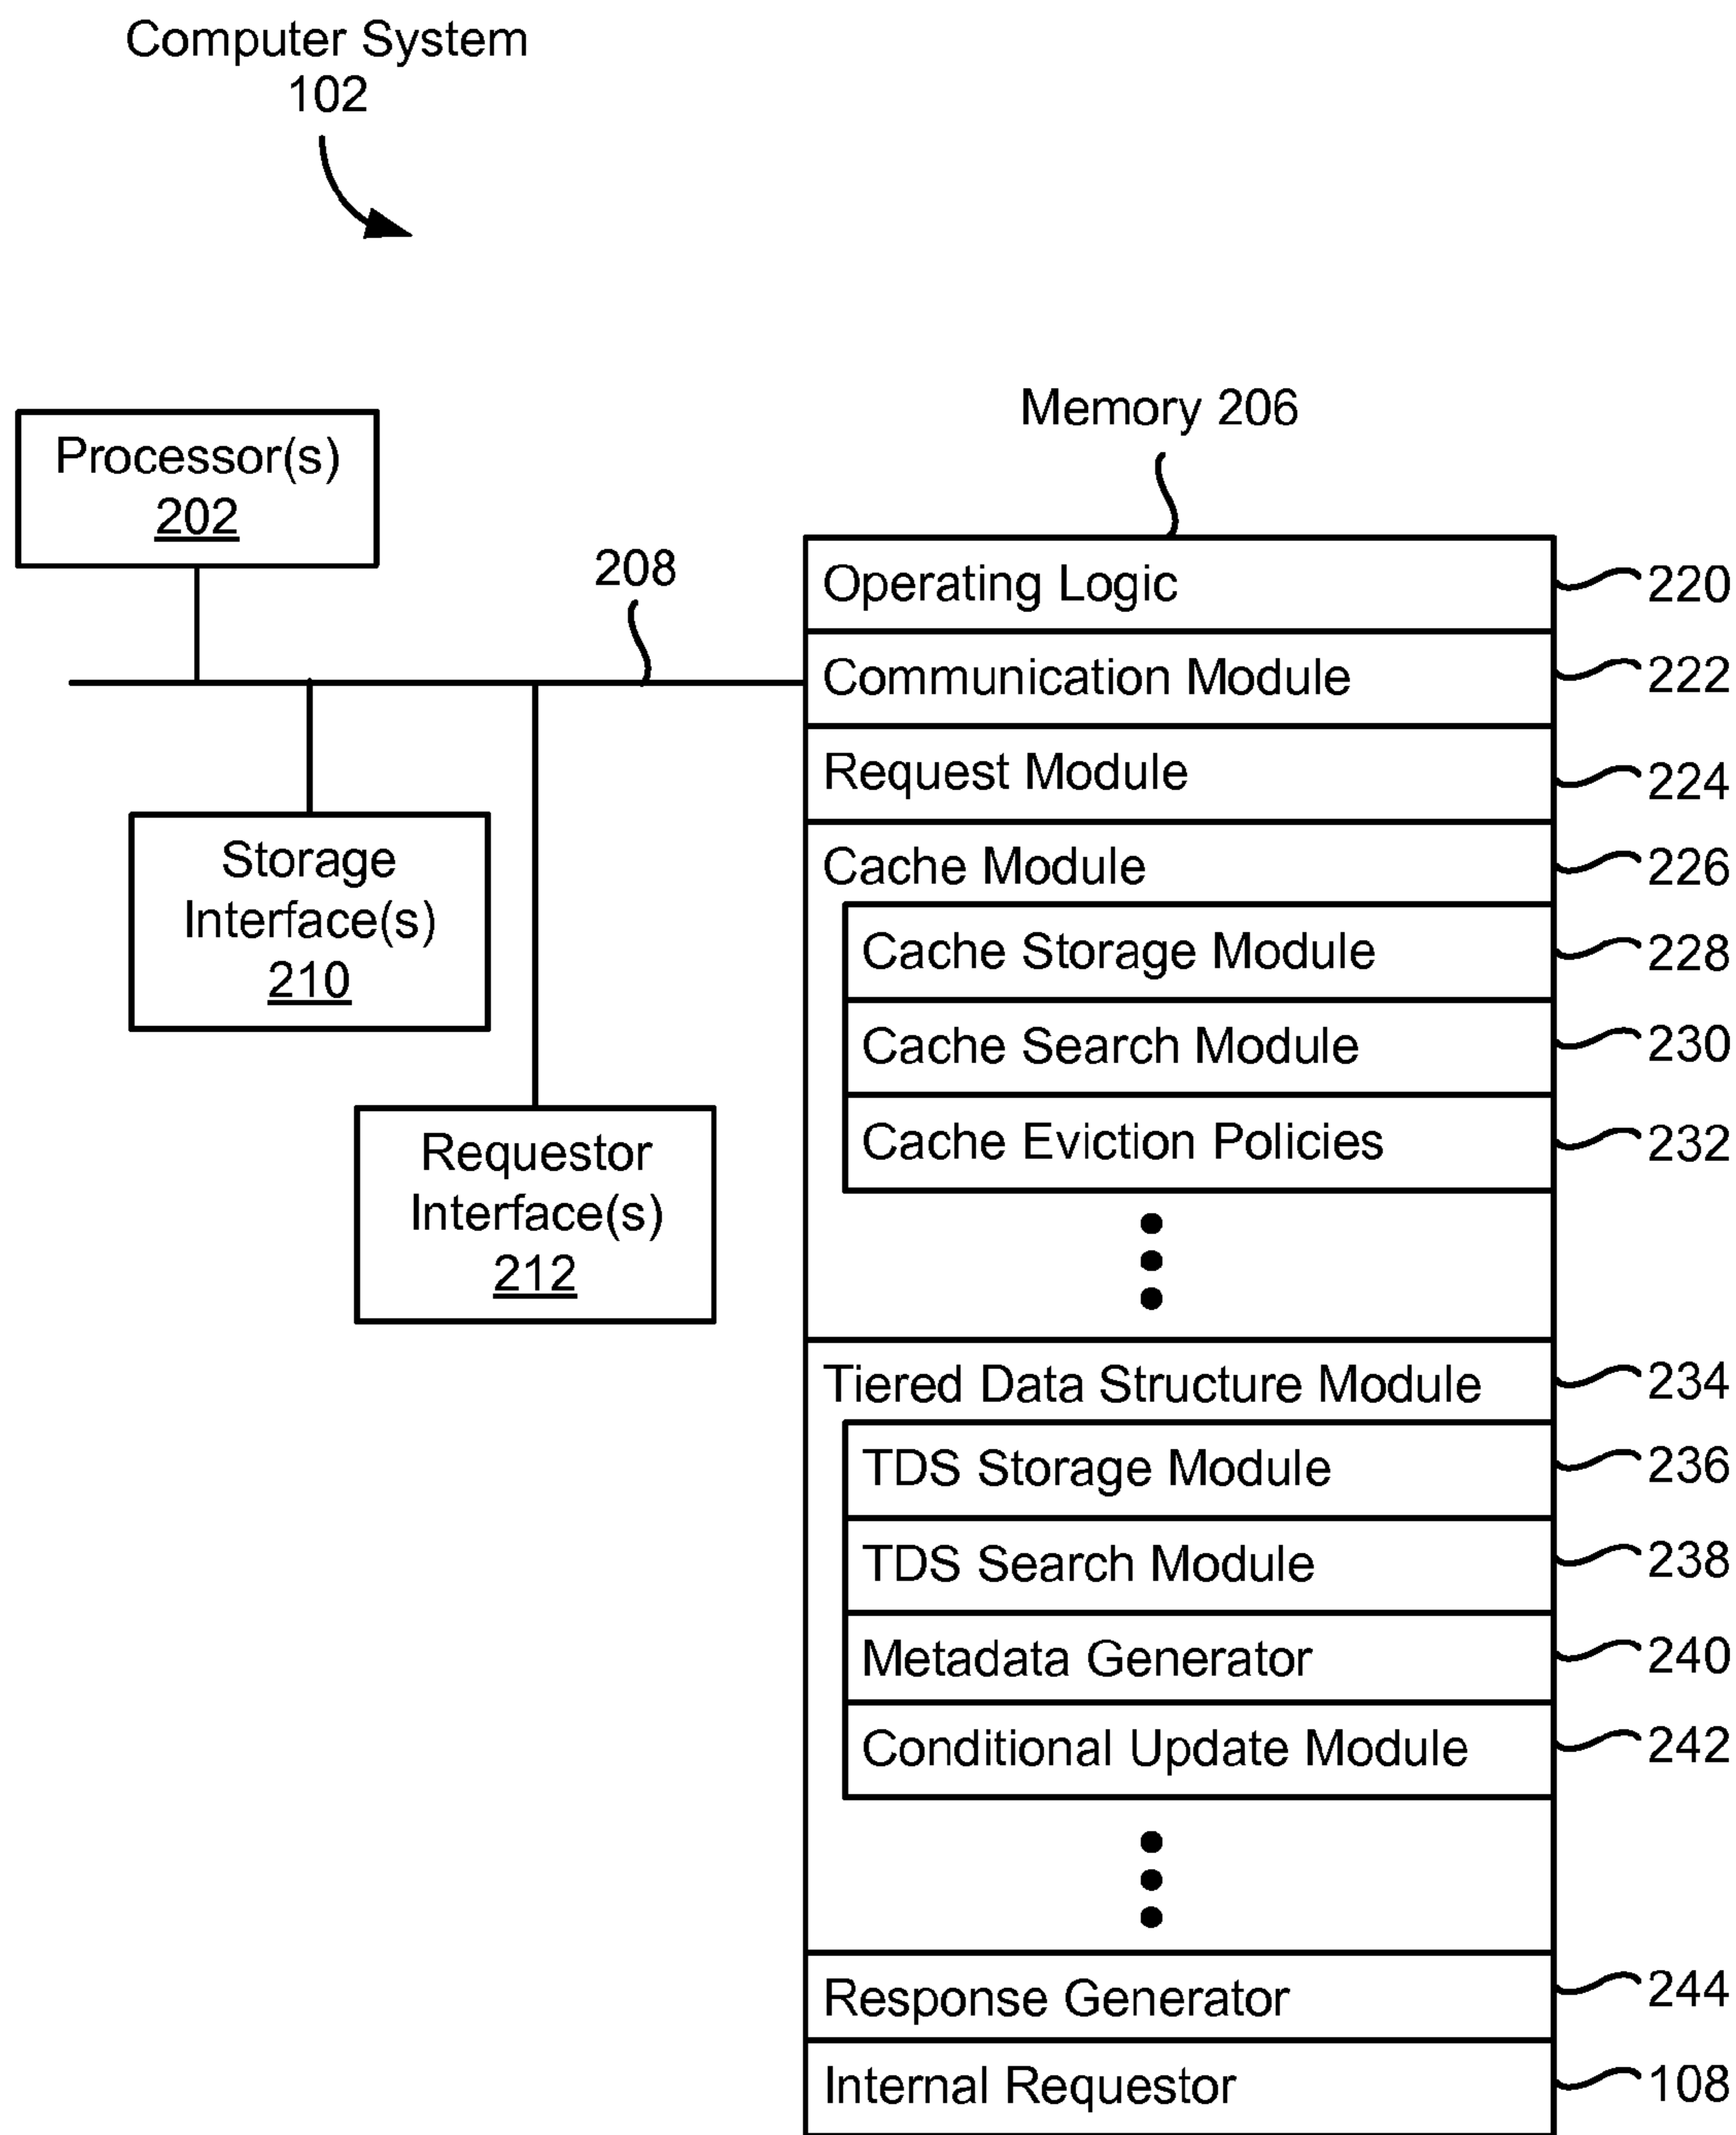 Computer System
102
Processor(s)
202
208
Memory 206
Storage
Interface(s)
210
Requestor
Interface(s)
212
Operating Logic 220
Communication Module 222
Request Module 224
Cache Module 226
Cache Storage Module 228
Cache Search Module 230
Cache Eviction Policies 232
Tiered Data Structure Module 234
TDS Storage Module 236
TDS Search Module 238
Metadata Generator 240
Conditional Update Module 242
Response Generator 244
Internal Requestor 108